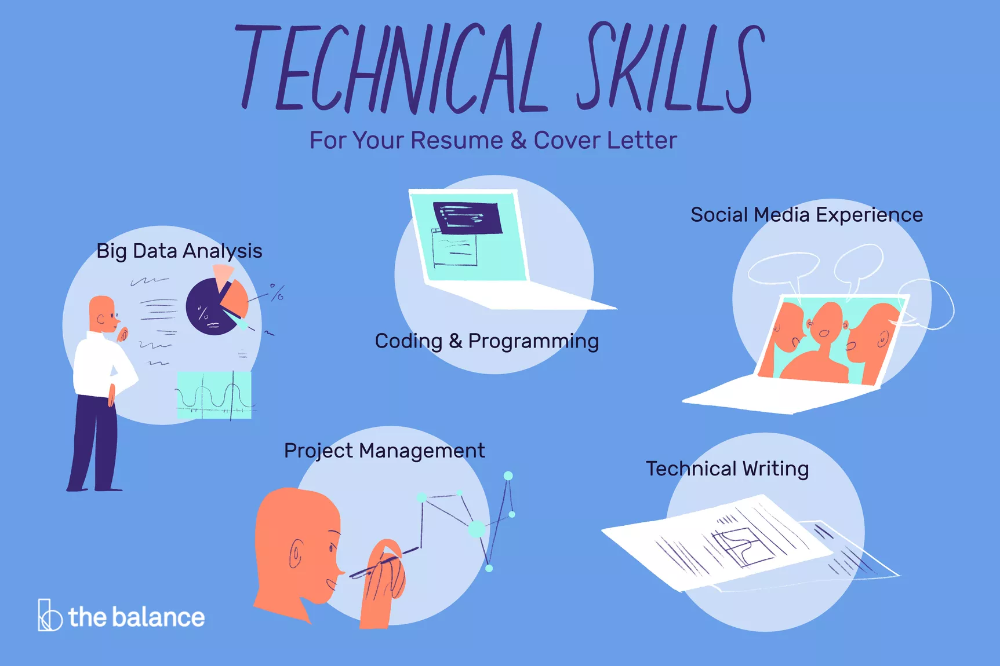 TECHNICAL SKILLS
For Your Resume & Cover Letter
Social Media Experience
Big Data Analysis
%
%
Coding & Programming
Project Management
Technical Writing
the balance